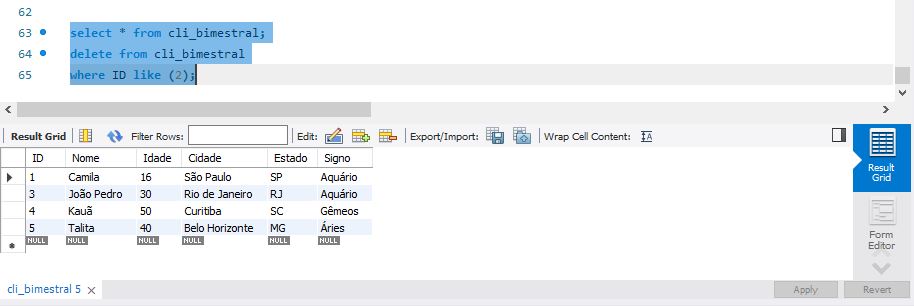 62
63 select * from cli_bimestral;
64 delete from cli_bimestral
65 where ID like (2);
Result Grid Filter Rows: Edit: Export/Import: Wrap Cell Content: IA
ID Nome Idade Cidade Estado Signo
1 Camila 16 São Paulo SP Aquário
3 João Pedro 30 Rio de Janeiro RJ Aquário
4 Kauã 50 Curitiba SC Gêmeos
5 Talita 40 Belo Horizonte MG Áries
NULL NULL NULL NULL NULL NULL
Result
Grid
Form
Editor
cli_bimestral 5 Apply Revert